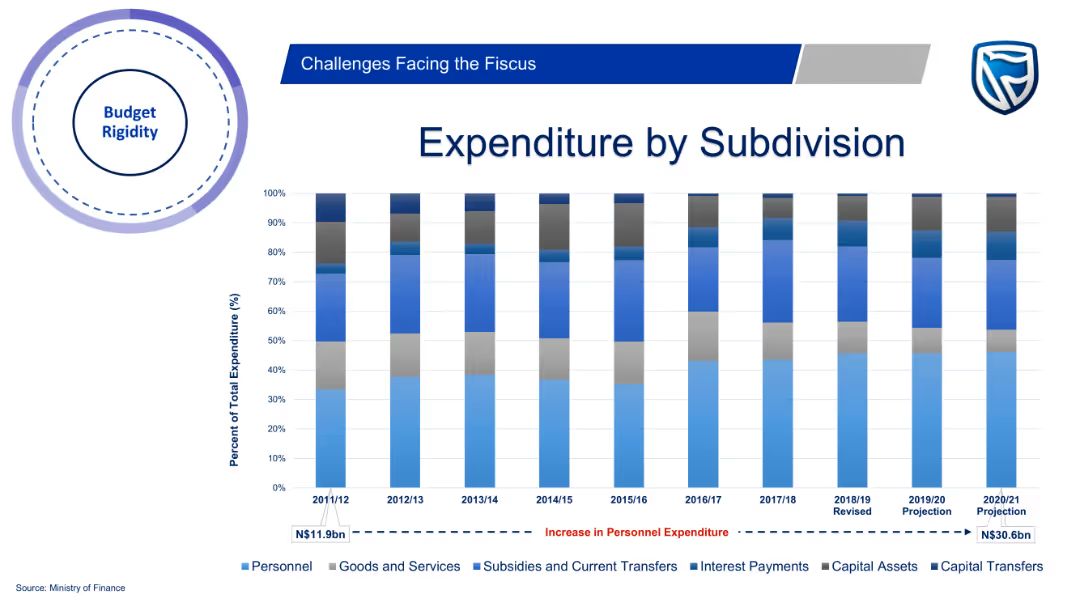 Budget
Rigidity
Challenges Facing the Fiscus
Expenditure by Subdivision
Percent of Total Expenditure (%)
100%
90%
80%
70%
60%
50%
40%
30%
20%
10%
0%
2011/12 2012/13 2013/14 2014/15 2015/16 2016/17 2017/18 2018/19 2019/20 2020/21
Revised Projection Projection
N$11.9bn Increase in Personnel Expenditure N$30.6bn
Personnel Goods and Services Subsidies and Current Transfers Interest Payments Capital Assets Capital Transfers
Source: Ministry of Finance